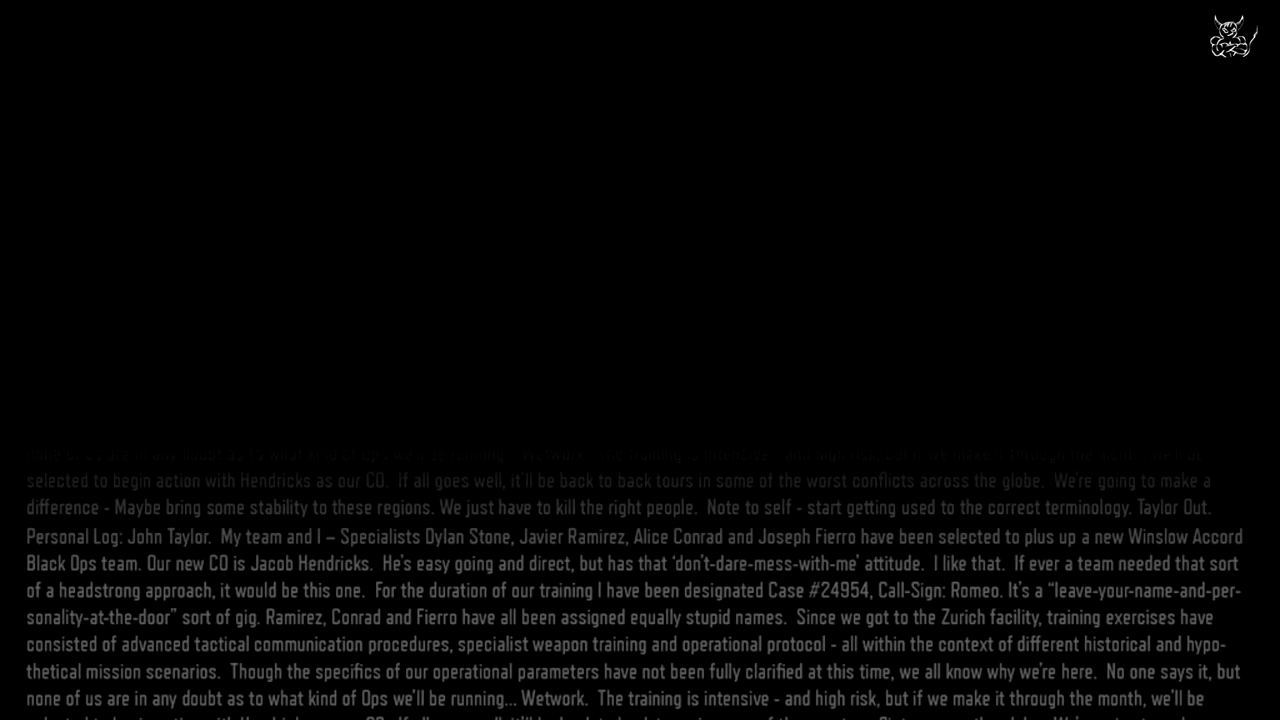 selected to begin action with Hendricks as our CO.  If all goes well, it'll be back to back tours in some of the worst conflicts across the globe.  We're going to make a
difference - Maybe bring some stability to these regions. We just have to kill the right people.  Note to self - start getting used to the correct terminology. Taylor Out.
Personal Log: John Taylor.  My team and I – Specialists Dylan Stone, Javier Ramirez, Alice Conrad and Joseph Fierro have been selected to plus up a new Winslow Accord
Black Ops team. Our new CO is Jacob Hendricks.  He's easy going and direct, but has that ‘don't-dare-mess-with-me’ attitude.  I like that.  If ever a team needed that sort
of a headstrong approach, it would be this one.  For the duration of our training I have been designated Case #24954, Call-Sign: Romeo. It's a “leave-your-name-and-per-
sonality-at-the-door” sort of gig. Ramirez, Conrad and Fierro have all been assigned equally stupid names.  Since we got to the Zurich facility, training exercises have
consisted of advanced tactical communication procedures, specialist weapon training and operational protocol - all within the context of different historical and hypo-
thetical mission scenarios.  Though the specifics of our operational parameters have not been fully clarified at this time, we all know why we're here.  No one says it, but
none of us are in any doubt as to what kind of Ops we'll be running... Wetwork.  The training is intensive - and high risk, but if we make it through the month, we'll be